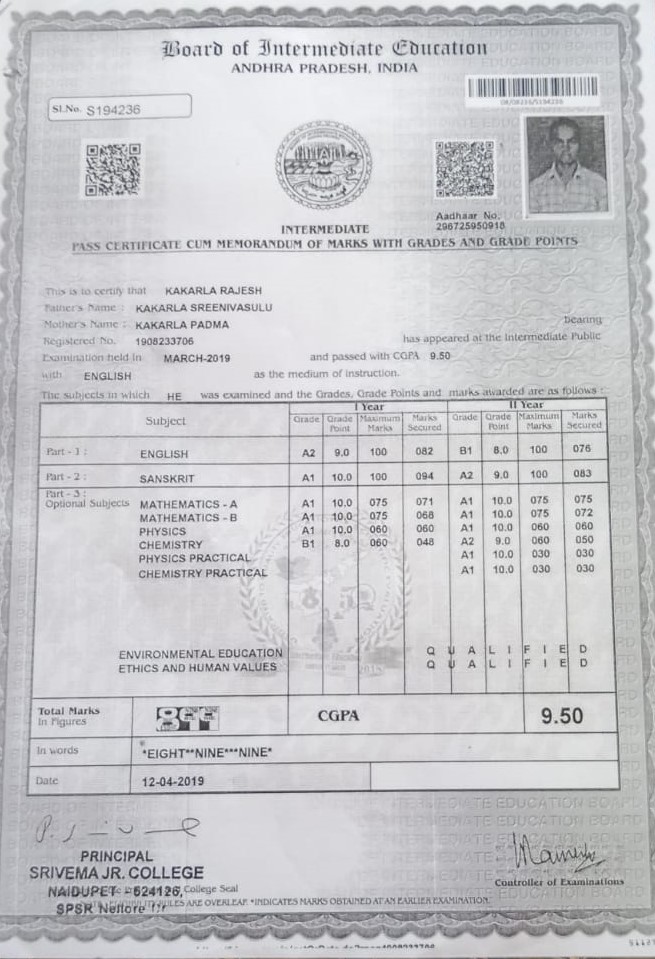 Board of Intermediate Education
ANDHRA PRADESH, INDIA
Sl.No. S194236
Aadhaar No.
296725950918
INTERMEDIATE
PASS CERTIFICATE CUM MEMORANDUM OF MARKS WITH GRADES AND GRADE POINTS
This is to certify that KAKARLA RAJESH
Father's Name : KAKARLA SREENIVASULU
Mother's Name : KAKARLA PADMA bearing
Registered No. 1908233706 has appeared at the Intermediate Public
Examination held in MARCH-2019 and passed with CGPA 9.50
with ENGLISH as the medium of instruction.
The subjects in which HE was examined and the Grades, Grade Points and marks awarded are as follows :
Subject I Year II Year
Grade Grade Point Maximum Marks Marks Secured Grade Grade Point Maximum Marks Marks Secured
Part - 1 : ENGLISH A2 9.0 100 082 B1 8.0 100 076
Part - 2 : SANSKRIT A1 10.0 100 094 A2 9.0 100 083
Part - 3 :
Optional Subjects MATHEMATICS - A A1 10.0 075 071 A1 10.0 075 075
MATHEMATICS - B A1 10.0 075 068 A1 10.0 075 072
PHYSICS A1 10.0 060 060 A1 10.0 060 060
CHEMISTRY B1 8.0 060 048 A2 9.0 060 050
PHYSICS PRACTICAL A1 10.0 030 030
CHEMISTRY PRACTICAL A1 10.0 030 030
ENVIRONMENTAL EDUCATION Q U A L I F I E D
ETHICS AND HUMAN VALUES Q U A L I F I E D
Total Marks
In Figures CGPA 9.50
In words *EIGHT**NINE***NINE*
Date 12-04-2019
PRINCIPAL
SRIVEMA JR. COLLEGE
NAIDUPET - 524126, College Seal
SPSR Nellore
Controller of Examinations
RULES ARE OVERLEAF. *INDICATES MARKS OBTAINED AT AN EARLIER EXAMINATION.